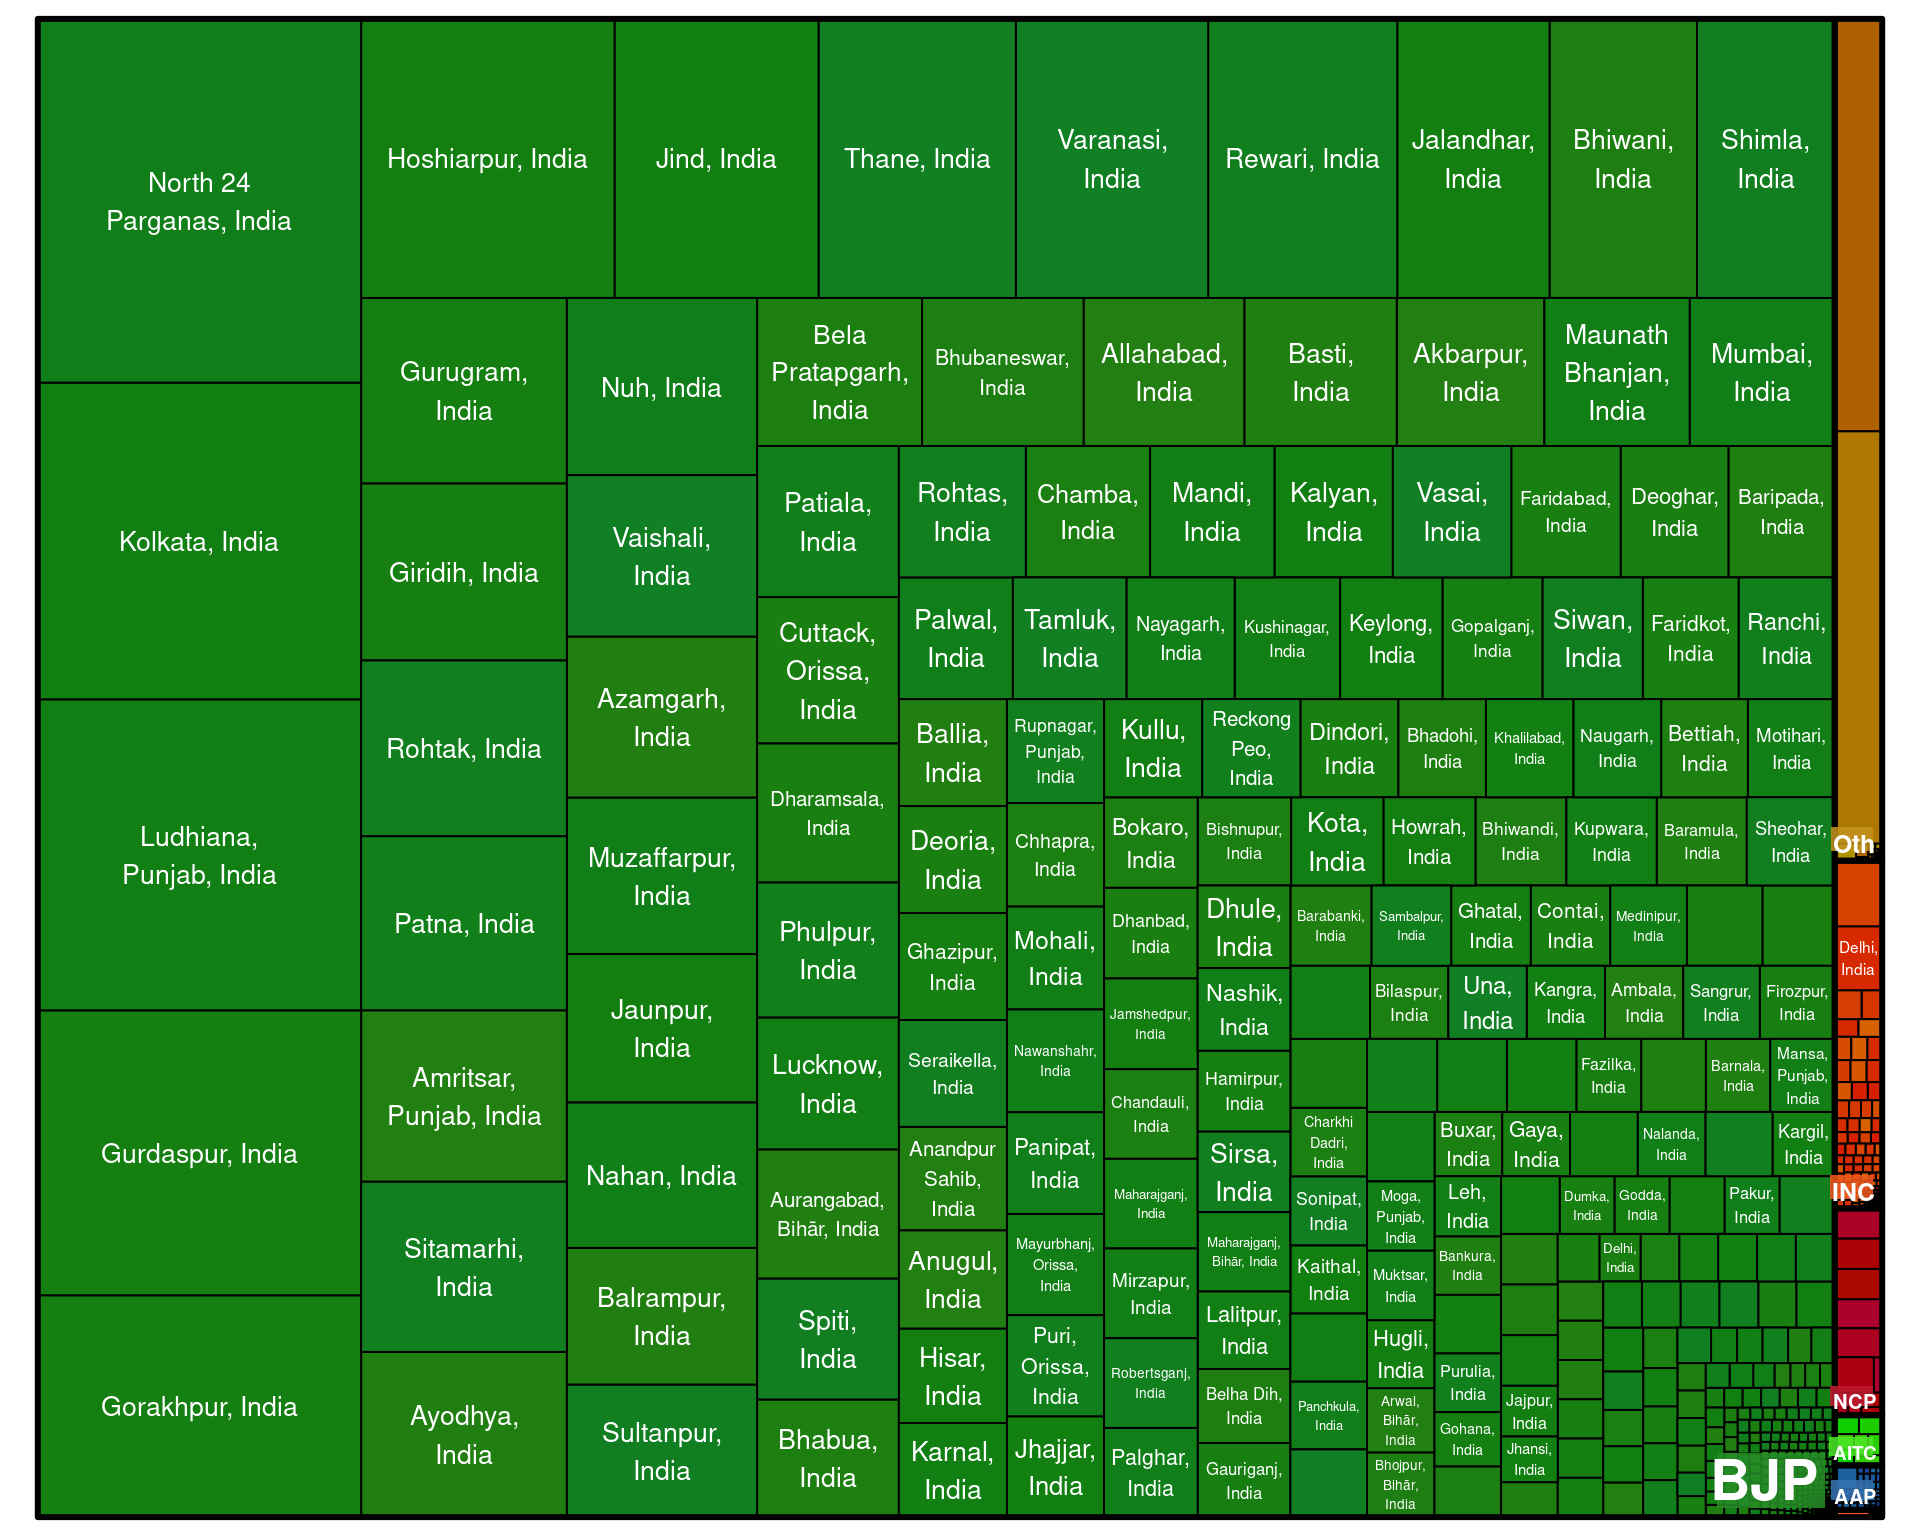 North 24
Parganas, India
Kolkata, India
Ludhiana,
Punjab, India
Gurdaspur, India
Gorakhpur, India
Hoshiarpur, India
Jind, India
Thane, India
Varanasi,
India
Rewari, India
Jalandhar,
India
Bhiwani,
India
Shimla,
India
Gurugram,
India
Giridih, India
Rohtak, India
Patna, India
Amritsar,
Punjab, India
Sitamarhi,
India
Ayodhya,
India
Nuh, India
Vaishali,
India
Azamgarh,
India
Muzaffarpur,
India
Jaunpur,
India
Nahan, India
Balrampur,
India
Sultanpur,
India
Bela
Pratapgarh,
India
Bhubaneswar,
India
Allahabad,
India
Basti,
India
Akbarpur,
India
Maunath
Bhanjan,
India
Mumbai,
India
Patiala,
India
Cuttack,
Orissa,
India
Dharamsala,
India
Phulpur,
India
Lucknow,
India
Aurangabad,
Bihār, India
Spiti,
India
Bhabua,
India
Rohtas,
India
Chamba,
India
Mandi,
India
Kalyan,
India
Vasai,
India
Faridabad,
India
Deoghar,
India
Baripada,
India
Palwal,
India
Tamluk,
India
Nayagarh,
India
Kushinagar,
India
Keylong,
India
Gopalganj,
India
Siwan,
India
Faridkot,
India
Ranchi,
India
Ballia,
India
Deoria,
India
Ghazipur,
India
Seraikella,
India
Anandpur
Sahib,
India
Anugul,
India
Hisar,
India
Karnal,
India
Rupnagar,
Punjab,
India
Chhapra,
India
Mohali,
India
Nawanshahr,
India
Panipat,
India
Mayurbhanj,
Orissa,
India
Puri,
Orissa,
India
Jhajjar,
India
Kullu,
India
Reckong
Peo,
India
Dindori,
India
Bhadohi,
India
Khalilabad,
India
Naugarh,
India
Bettiah,
India
Motihari,
India
Bokaro,
India
Dhanbad,
India
Jamshedpur,
India
Chandauli,
India
Maharajganj,
India
Mirzapur,
India
Robertsganj,
India
Palghar,
India
Bishnupur,
India
Kota,
India
Howrah,
India
Bhiwandi,
India
Kupwara,
India
Baramula,
India
Sheohar,
India
Dhule,
India
Nashik,
India
Hamirpur,
India
Sirsa,
India
Maharajganj,
Bihār, India
Lalitpur,
India
Belha Dih,
India
Gauriganj,
India
Barabanki,
India
Sambalpur,
India
Ghatal,
India
Contai,
India
Medinipur,
India
Bilaspur,
India
Una,
India
Kangra,
India
Ambala,
India
Sangrur,
India
Firozpur,
India
Fazilka,
India
Barnala,
India
Mansa,
Punjab,
India
Charkhi
Dadri,
India
Sonipat,
India
Kaithal,
India
Panchkula,
India
Buxar,
India
Gaya,
India
Nalanda,
India
Kargil,
India
Moga,
Punjab,
India
Muktsar,
India
Hugli,
India
Arwal,
Bihār,
India
Bhojpur,
Bihār,
India
Leh,
India
Dumka,
India
Godda,
India
Pakur,
India
Bankura,
India
Delhi,
India
Purulia,
India
Gohana,
India
Jajpur,
India
Jhansi,
India
BJP
Oth
Delhi,
India
INC
NCP
AITC
AAP